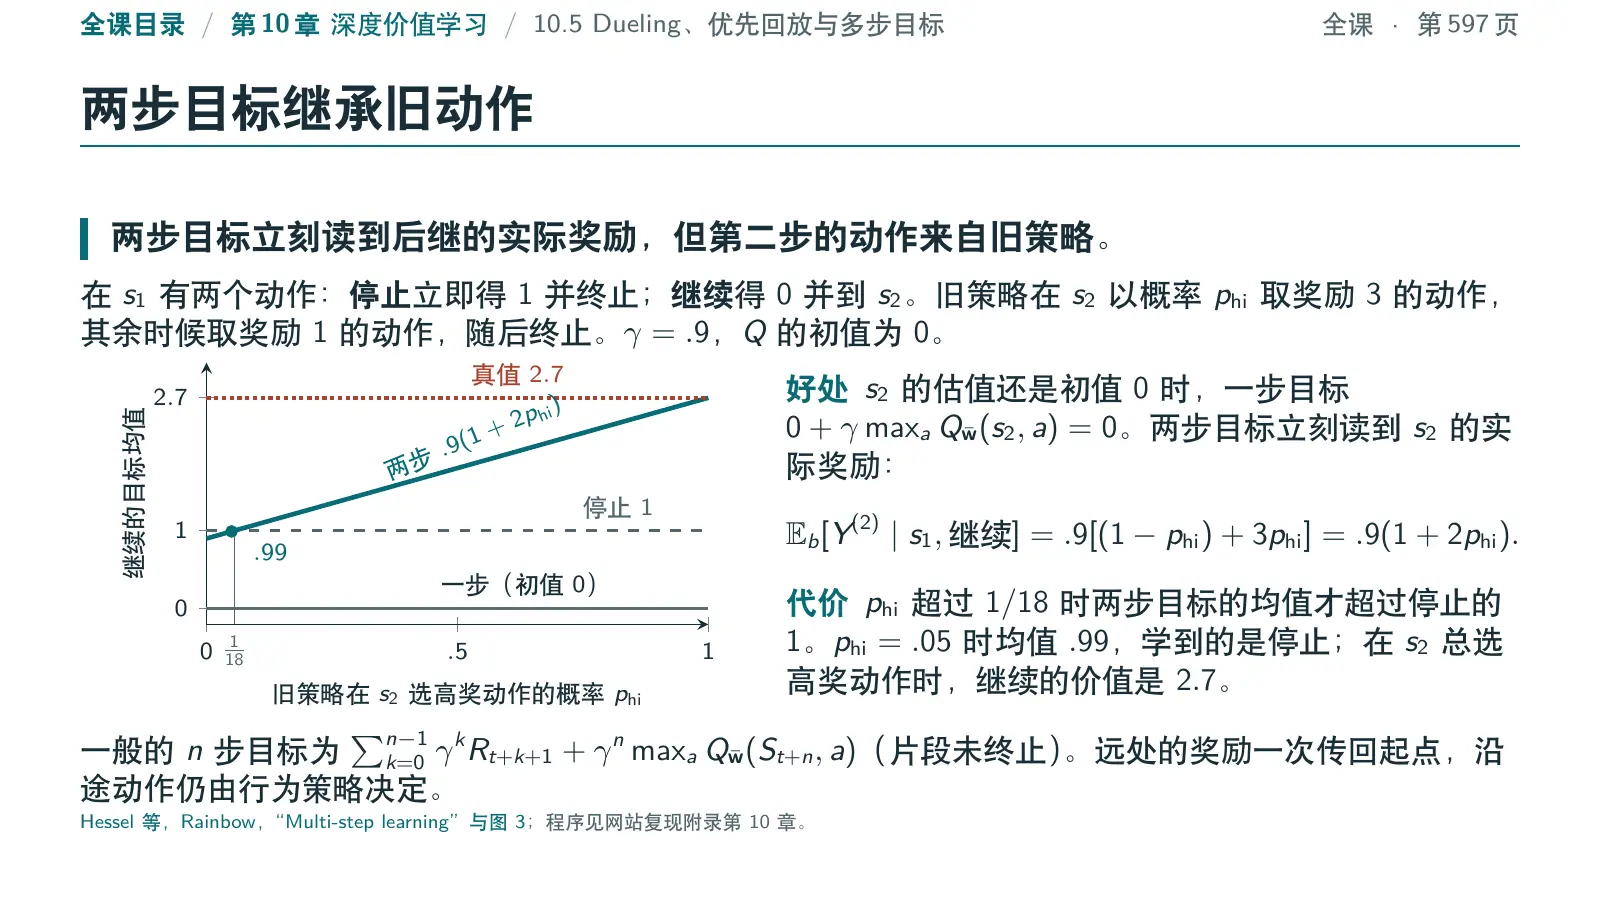 全课目录 / 第 10 章 深度价值学习 / 10.5 Dueling、优先回放与多步目标
全课 · 第 597 页
两步目标继承旧动作
两步目标立刻读到后继的实际奖励，但第二步的动作来自旧策略。
在 s₁ 有两个动作：停止立即得 1 并终止；继续得 0 并到 s₂。旧策略在 s₂ 以概率 p_hi 取奖励 3 的动作，
其余时候取奖励 1 的动作，随后终止。γ = .9，Q 的初值为 0。
继续的目标均值
2.7
1
0
真值 2.7
两步 .9(1 + 2p_hi)
停止 1
.99
一步（初值 0）
0 1/18 .5 1
旧策略在 s₂ 选高奖动作的概率 p_hi
好处 s₂ 的估值还是初值 0 时，一步目标
0 + γ max_a Q_w̄(s₂, a) = 0。两步目标立刻读到 s₂ 的实
际奖励：
𝔼_b[Y^(2) | s₁, 继续] = .9[(1 − p_hi) + 3p_hi] = .9(1 + 2p_hi).
代价 p_hi 超过 1/18 时两步目标的均值才超过停止的
1。p_hi = .05 时均值 .99，学到的是停止；在 s₂ 总选
高奖动作时，继续的价值是 2.7。
一般的 n 步目标为 ∑_{k=0}^{n−1} γ^k R_{t+k+1} + γ^n max_a Q_w̄(S_{t+n}, a)（片段未终止）。远处的奖励一次传回起点，沿
途动作仍由行为策略决定。
Hessel 等，Rainbow，“Multi-step learning” 与图 3；程序见网站复现附录第 10 章。